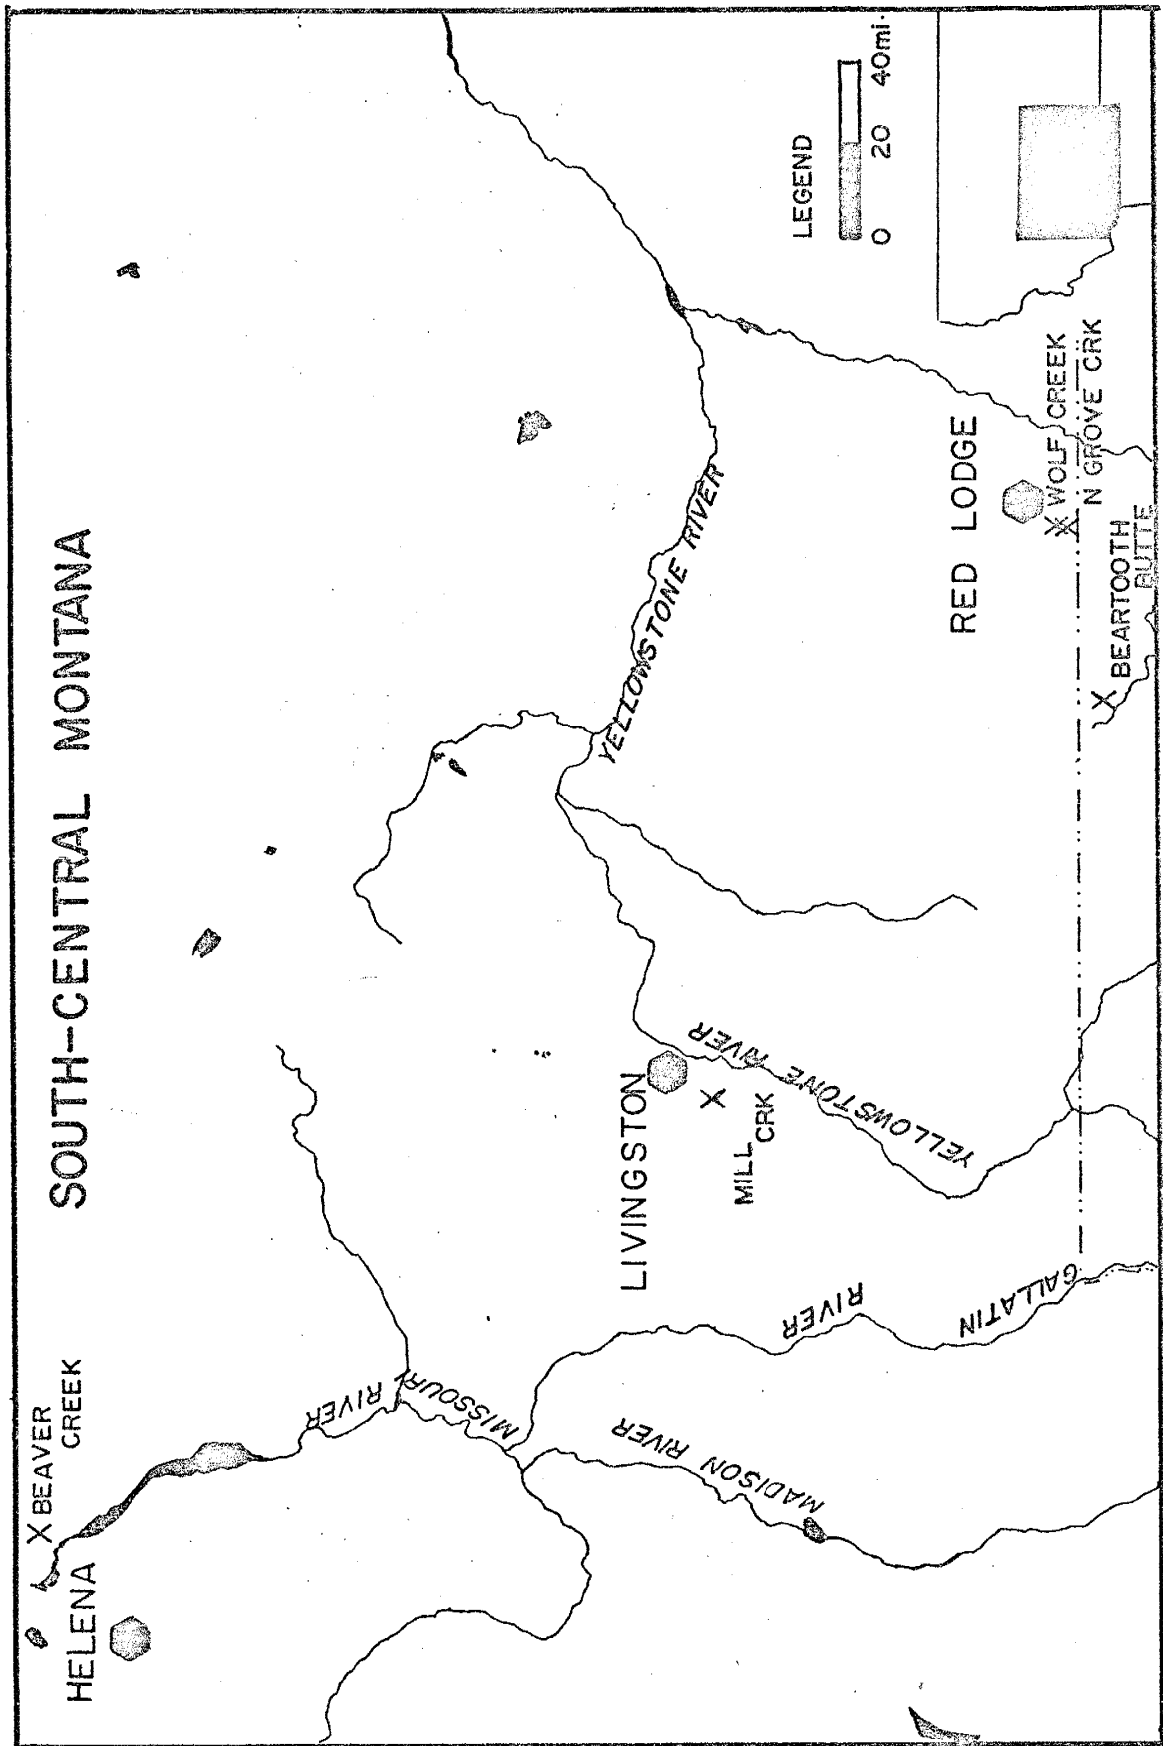 SOUTH-CENTRAL MONTANA
X BEAVER
CREEK
HELENA
MISSOURI RIVER
MADISON RIVER
GALLATIN RIVER
LIVINGSTON
X
MILL
CRK
YELLOWSTONE RIVER
YELLOWSTONE RIVER
RED LODGE
X WOLF CREEK
X
N GROVE CRK
X
BEARTOOTH
BUTTE
LEGEND
0 20 40mi.